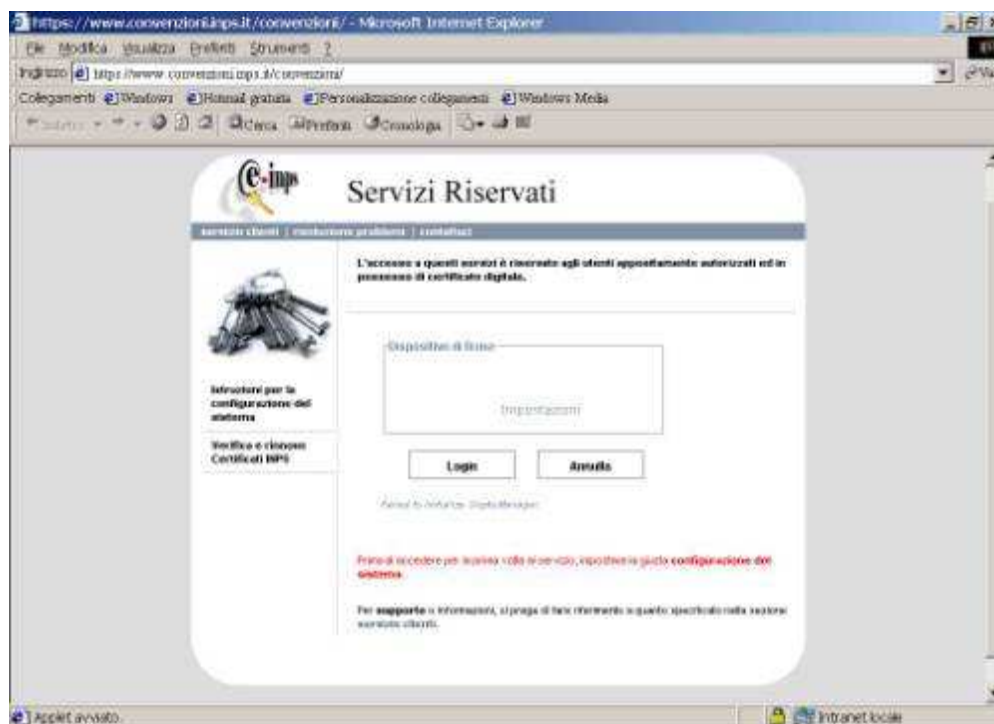 https://www.convenzioni.inps.it/convenzioni/ - Microsoft Internet Explorer
File Modifica Visualizza Preferiti Strumenti ?
Indirizzo https://www.convenzioni.inps.it/convenzioni/
Collegamenti Windows Hotmail gratuita Personalizzazione collegamenti Windows Media
Indietro Cerca Preferiti Cronologia
e-inps
Servizi Riservati
servizio clienti | risoluzione problemi | contattaci
L'accesso a questi servizi è riservato agli utenti appositamente autorizzati ed in
possesso di certificato digitale.
Dispositivo di firma
Impostazioni
Istruzioni per la
configurazione del
sistema
Verifica e rinnovo
Certificati INPS
Login Annulla
Prima di accedere per la prima volta al servizio, impostare la giusta configurazione del
sistema
Per supporto o informazioni, si prega di fare riferimento a quanto specificato nella sezione
servizio clienti.
Applet avviato.
Intranet locale